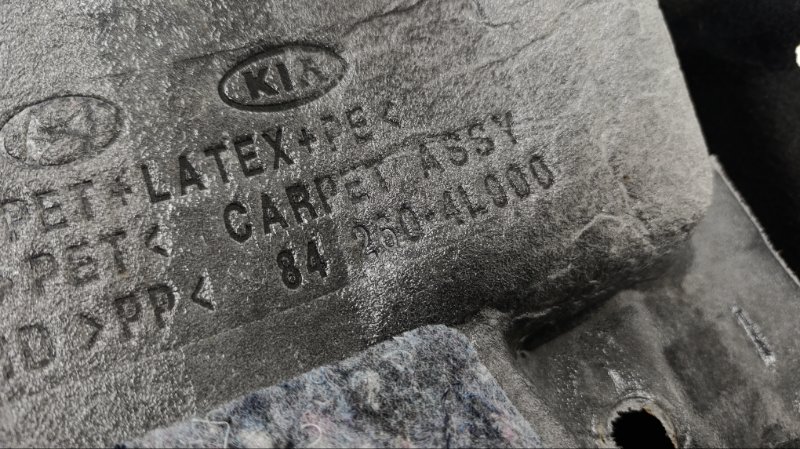 KIA
PET+LATEX+PE<
>PET< CARPET ASSY
>PP< 84 260-4L000